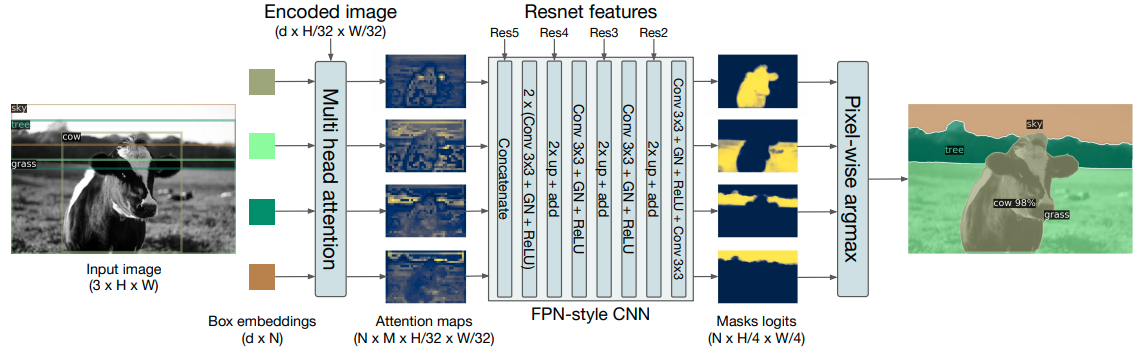 Encoded image
(d x H/32 x W/32)
Resnet features
Res5
Res4
Res3
Res2
sky
tree
cow
grass
Input image
(3 x H x W)
Box embeddings
(d x N)
Multi head attention
Attention maps
(N x M x H/32 x W/32)
Concatenate
2 x (Conv 3x3 + GN + ReLU)
2x up + add
Conv 3x3 + GN + ReLU
2x up + add
Conv 3x3 + GN + ReLU
2x up + add
Conv 3x3 + GN + ReLU + Conv 3x3
FPN-style CNN
Masks logits
(N x H/4 x W/4)
Pixel-wise argmax
sky
tree
cow 98%
grass